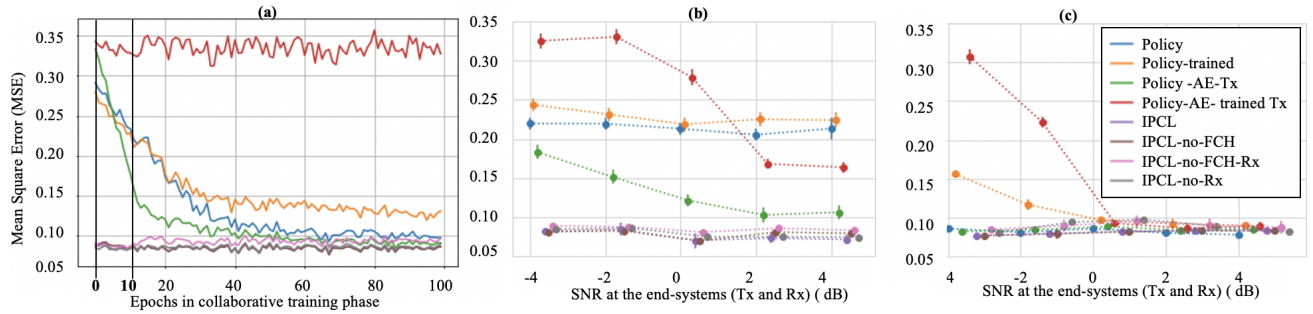 (a)
0.35
0.30
0.25
0.20
0.15
0.10
0.05
0 10 20 40 60 80 100
Mean Square Error (MSE)
Epochs in collaborative training phase
(b)
0.35
0.30
0.25
0.20
0.15
0.10
0.05
-4 -2 0 2 4
SNR at the end-systems (Tx and Rx) ( dB)
(c)
0.35
0.30
0.25
0.20
0.15
0.10
0.05
4 -2 0 2 4
SNR at the end-systems (Tx and Rx) ( dB)
Policy
Policy-trained
Policy -AE-Tx
Policy-AE- trained Tx
IPCL
IPCL-no-FCH
IPCL-no-FCH-Rx
IPCL-no-Rx